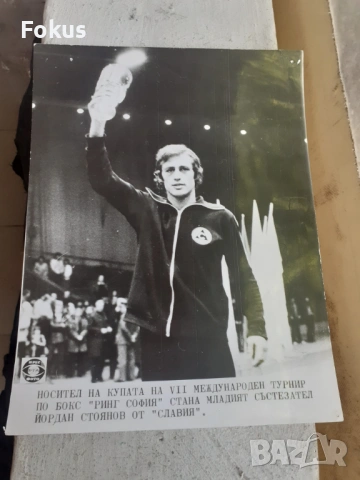 Fokus
НОСИТЕЛ НА КУПАТА НА VII МЕЖДУНАРОДЕН ТУРНИР
ПО БОКС "РИНГ СОФИЯ" СТАНА МЛАДИЯТ СЪСТЕЗАТЕЛ
ЙОРДАН СТОЯНОВ ОТ "СЛАВИЯ".
BAZAR.BG